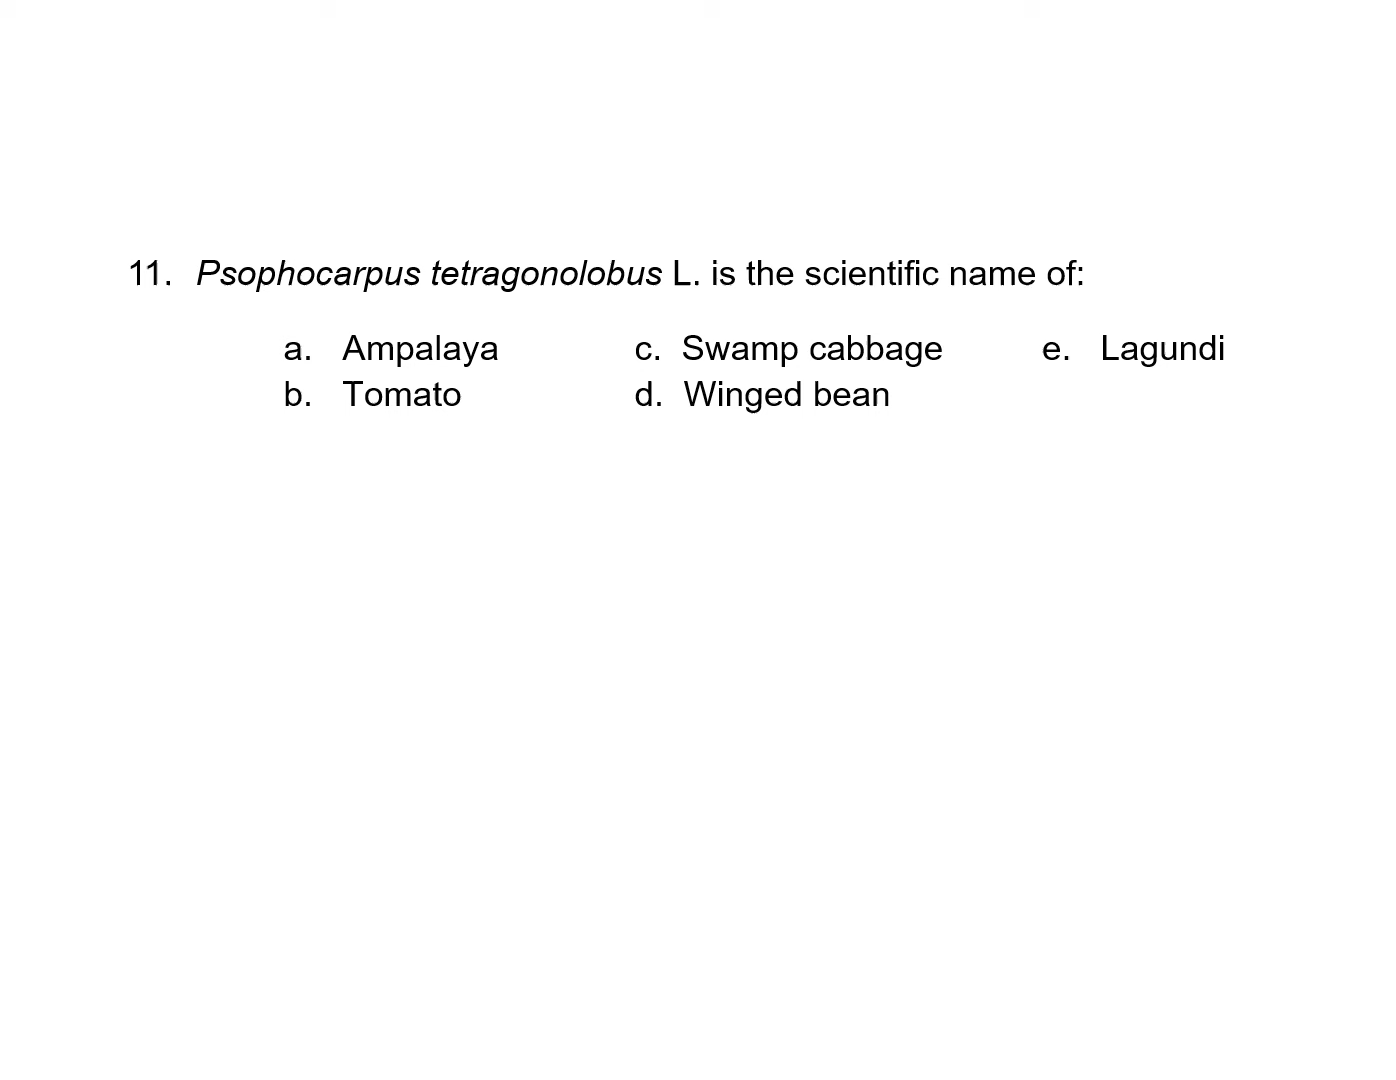 11. Psophocarpus tetragonolobus L. is the scientific name of:
a. Ampalaya c. Swamp cabbage e. Lagundi
b. Tomato d. Winged bean